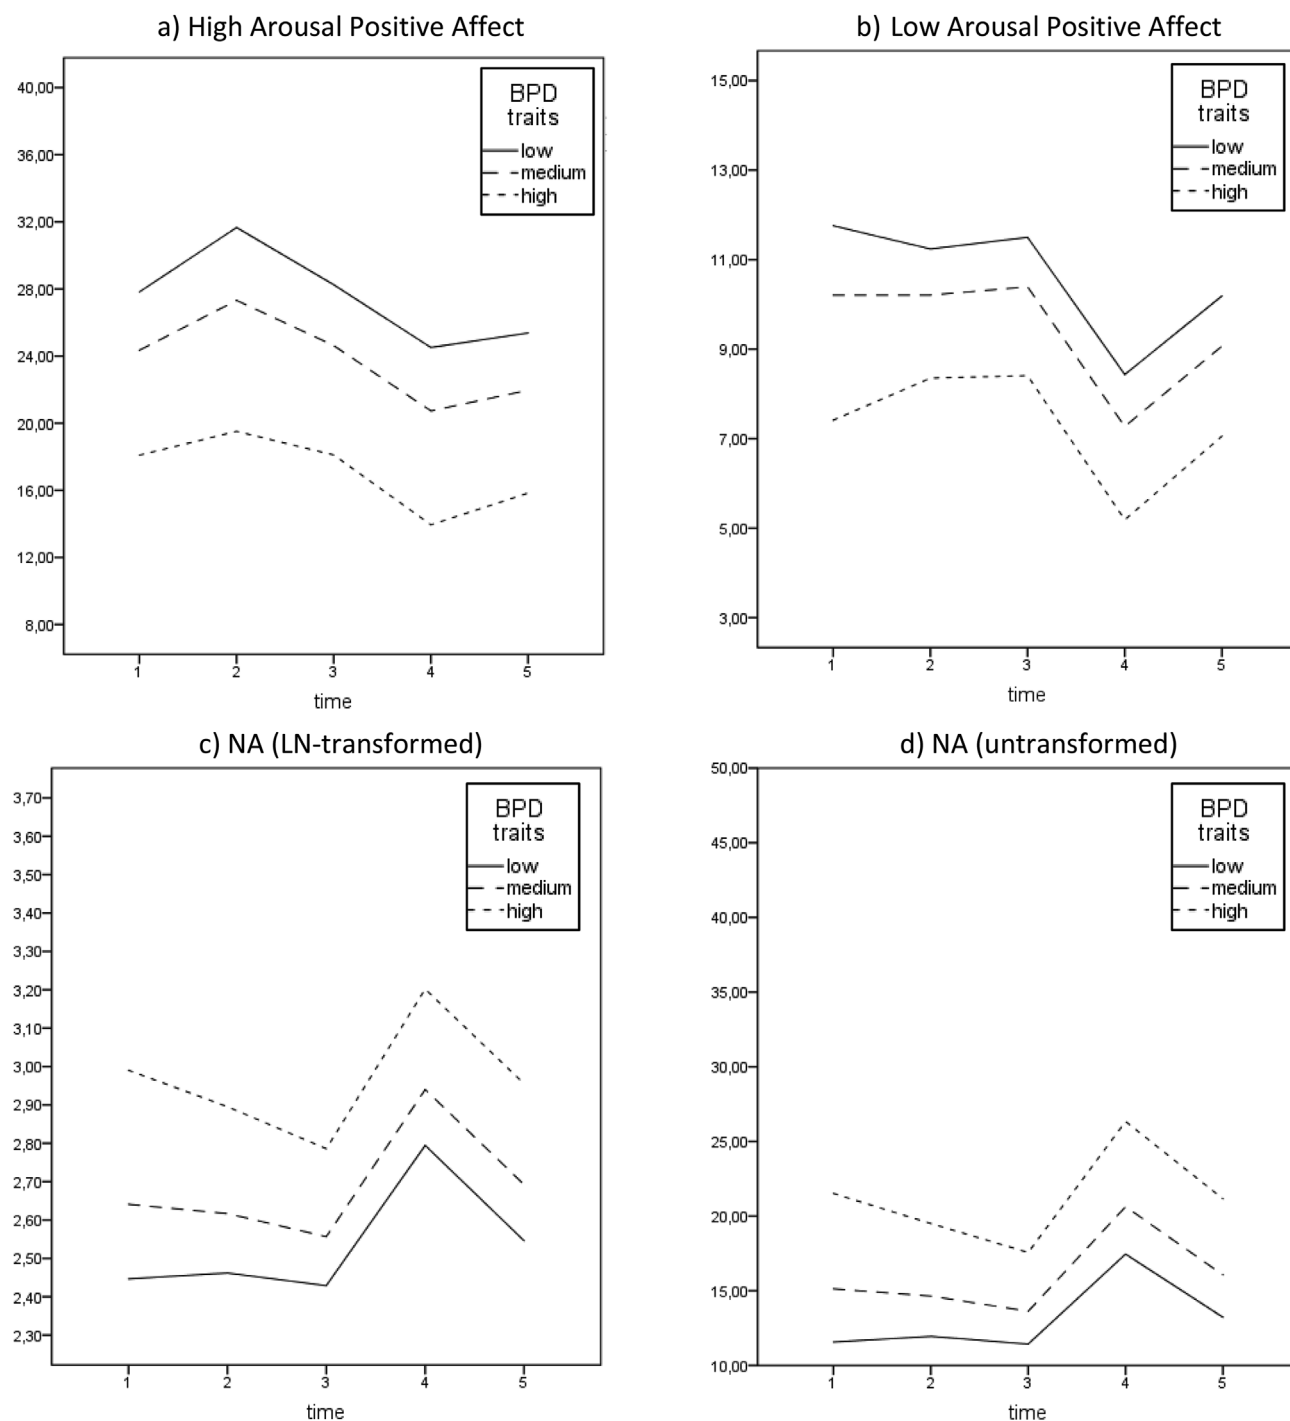 a) High Arousal Positive Affect
40,00
36,00
32,00
28,00
24,00
20,00
16,00
12,00
8,00
BPD
traits
low
medium
high
1 2 3 4 5
time
b) Low Arousal Positive Affect
15,00
13,00
11,00
9,00
7,00
5,00
3,00
BPD
traits
low
medium
high
1 2 3 4 5
time
c) NA (LN-transformed)
3,70
3,60
3,50
3,40
3,30
3,20
3,10
3,00
2,90
2,80
2,70
2,60
2,50
2,40
2,30
BPD
traits
low
medium
high
1 2 3 4 5
time
d) NA (untransformed)
50,00
45,00
40,00
35,00
30,00
25,00
20,00
15,00
10,00
BPD
traits
low
medium
high
1 2 3 4 5
time